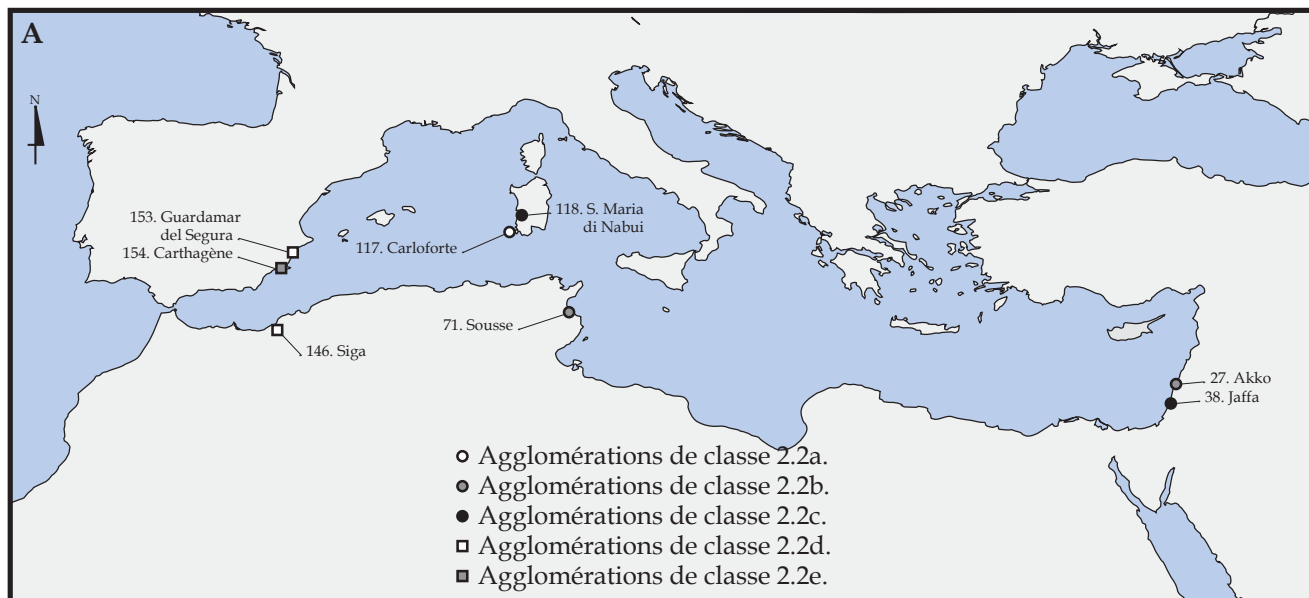 A
N
153. Guardamar
del Segura
154. Carthagène
118. S. Maria
di Nabui
117. Carloforte
71. Sousse
146. Siga
27. Akko
38. Jaffa
Agglomérations de classe 2.2a.
Agglomérations de classe 2.2b.
Agglomérations de classe 2.2c.
Agglomérations de classe 2.2d.
Agglomérations de classe 2.2e.